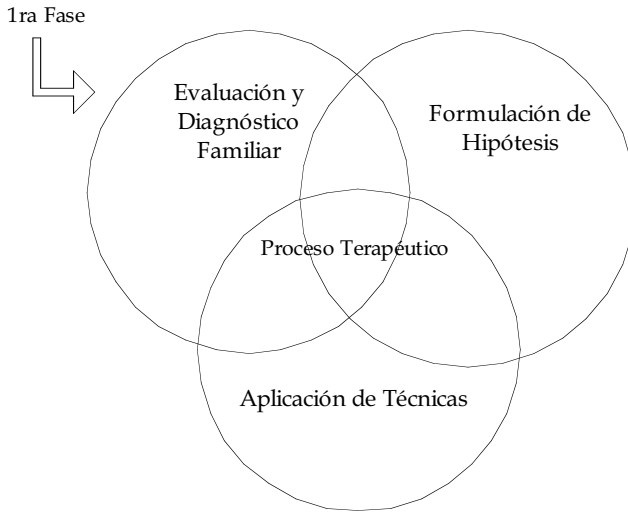 1ra Fase
Evaluación y
Diagnóstico
Familiar
Formulación de
Hipótesis
Proceso Terapéutico
Aplicación de Técnicas